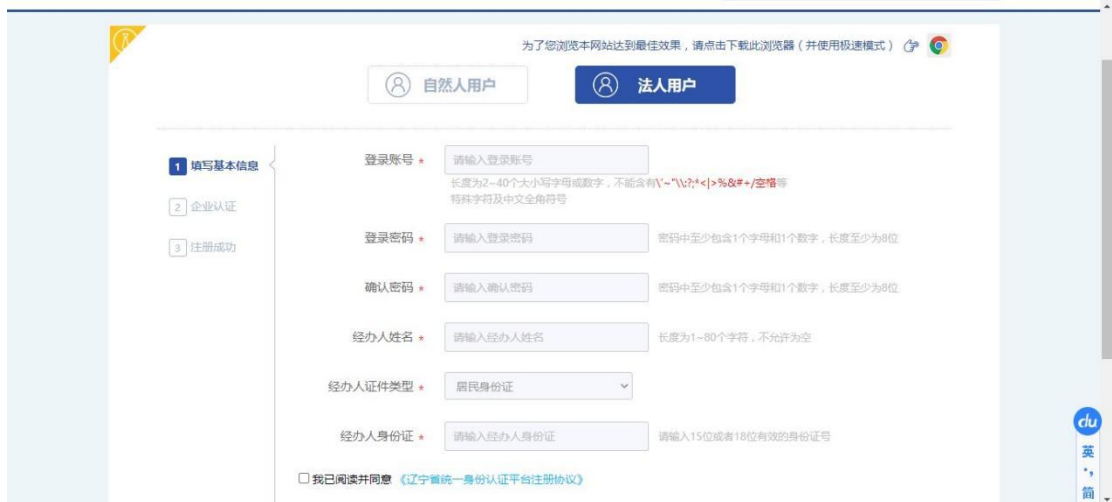 为了您浏览本网站达到最佳效果，请点击下载此浏览器（并使用极速模式）
自然人用户
法人用户
1 填写基本信息
2 企业认证
3 注册成功
登录账号 * 请输入登录账号
长度为2~40个大小写字母或数字，不能含有\'~"\\:?;*<|>%&#+/空格等
特殊字符及中文全角符号
登录密码 * 请输入登录密码 密码中至少包含1个字母和1个数字，长度至少为8位
确认密码 * 请输入确认密码 密码中至少包含1个字母和1个数字，长度至少为8位
经办人姓名 * 请输入经办人姓名 长度为1~80个字符，不允许为空
经办人证件类型 * 居民身份证
经办人身份证 * 请输入经办人身份证 请输入15位或者18位有效的身份证号
我已阅读并同意 《辽宁省统一身份认证平台注册协议》
du
英
简